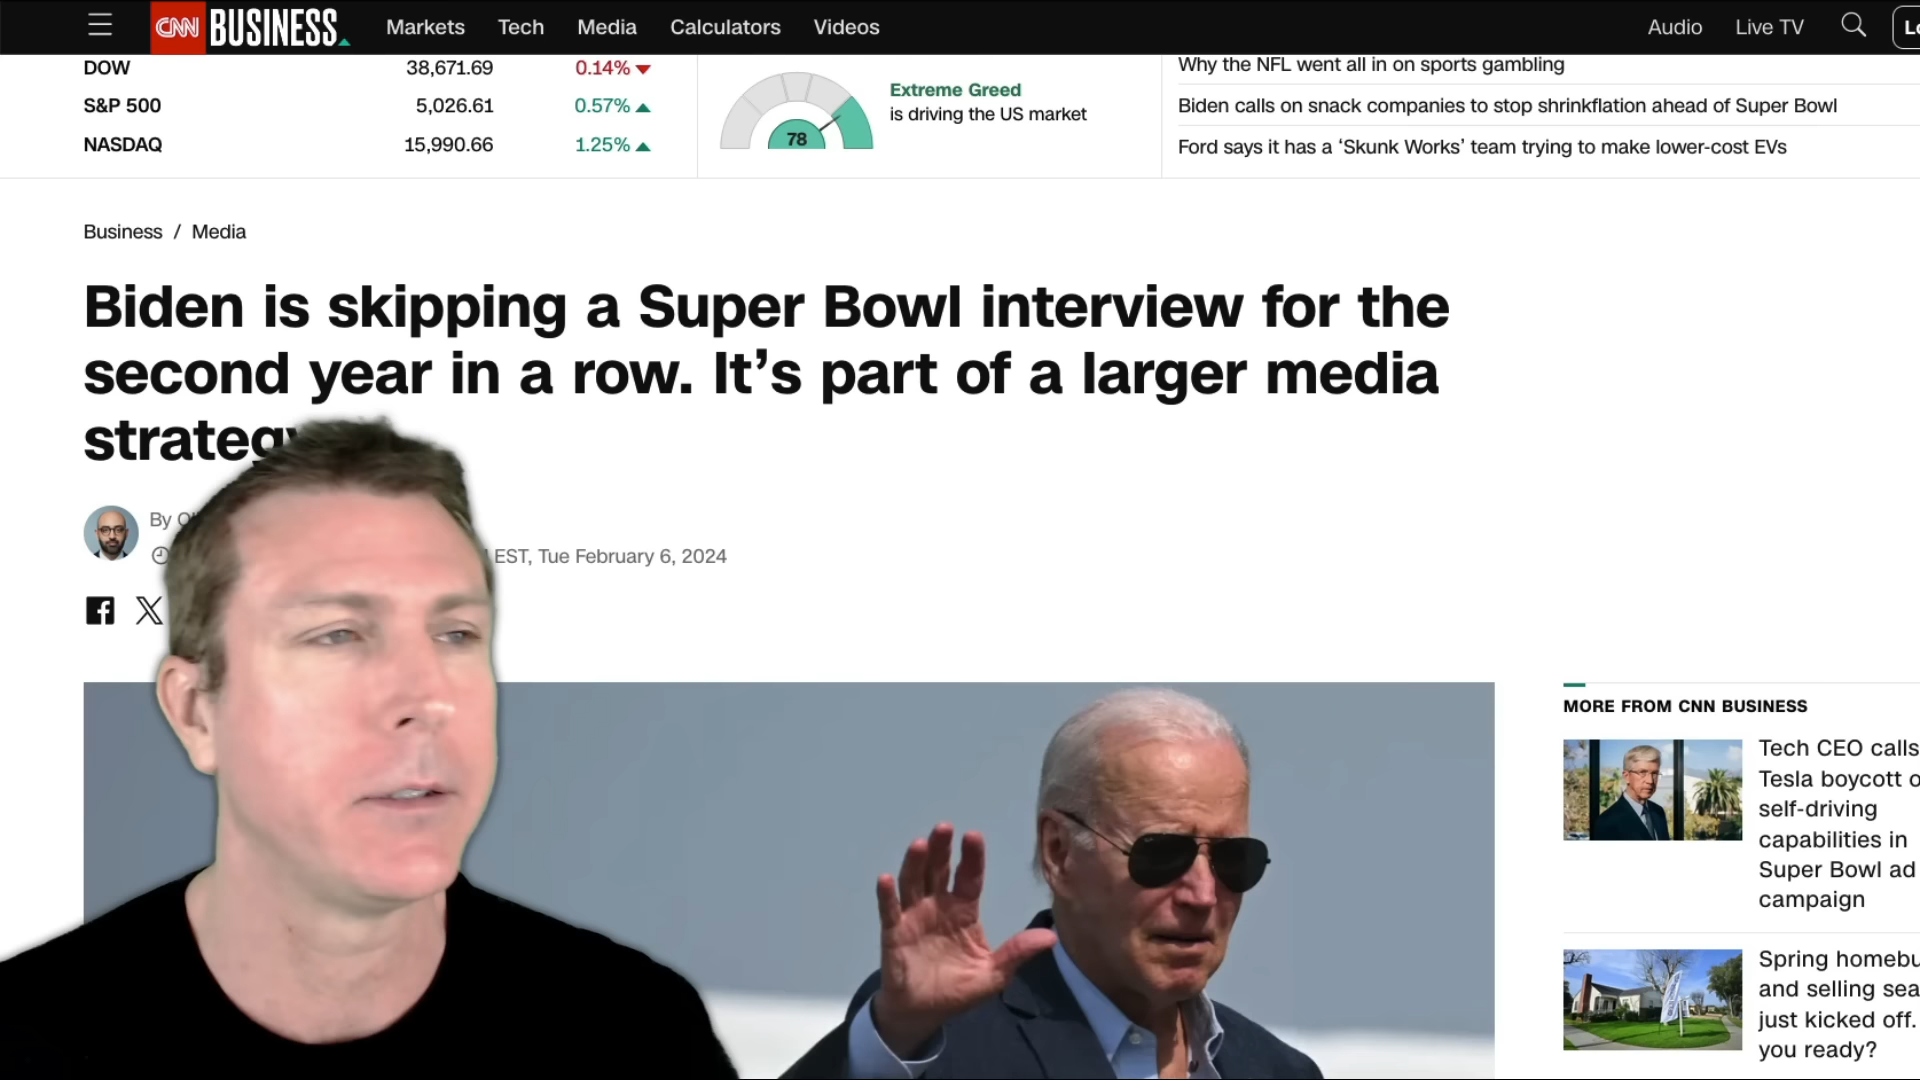 CNN BUSINESS Markets Tech Media Calculators Videos Audio Live TV
DOW 38,671.69 0.14%
S&P 500 5,026.61 0.57%
NASDAQ 15,990.66 1.25%
78
Extreme Greed
is driving the US market
Why the NFL went all in on sports gambling
Biden calls on snack companies to stop shrinkflation ahead of Super Bowl
Ford says it has a ‘Skunk Works’ team trying to make lower-cost EVs
Business / Media
Biden is skipping a Super Bowl interview for the
second year in a row. It’s part of a larger media
strategy
By
EST, Tue February 6, 2024
MORE FROM CNN BUSINESS
Tech CEO calls
Tesla boycott
self-driving
capabilities in
Super Bowl ad
campaign
Spring
and selling
just kicked off.
you ready?